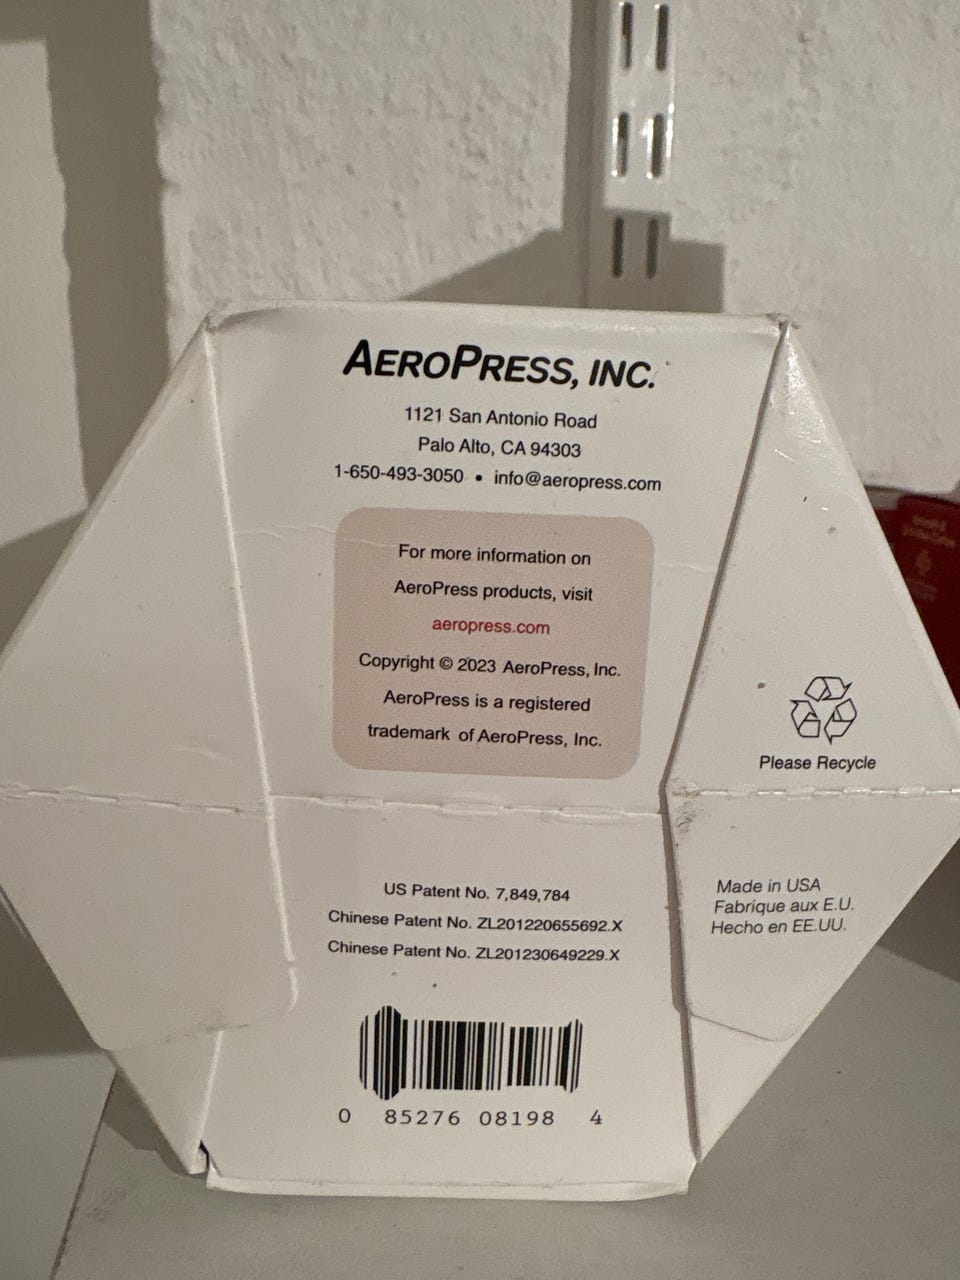 AEROPRESS, INC.
1121 San Antonio Road
Palo Alto, CA 94303
1-650-493-3050 • info@aeropress.com
For more information on
AeroPress products, visit
aeropress.com
Copyright © 2023 AeroPress, Inc.
AeroPress is a registered
trademark of AeroPress, Inc.
Please Recycle
US Patent No. 7,849,784
Chinese Patent No. ZL201220655692.X
Chinese Patent No. ZL201230649229.X
Made in USA
Fabrique aux E.U.
Hecho en EE.UU.
0 85276 08198 4